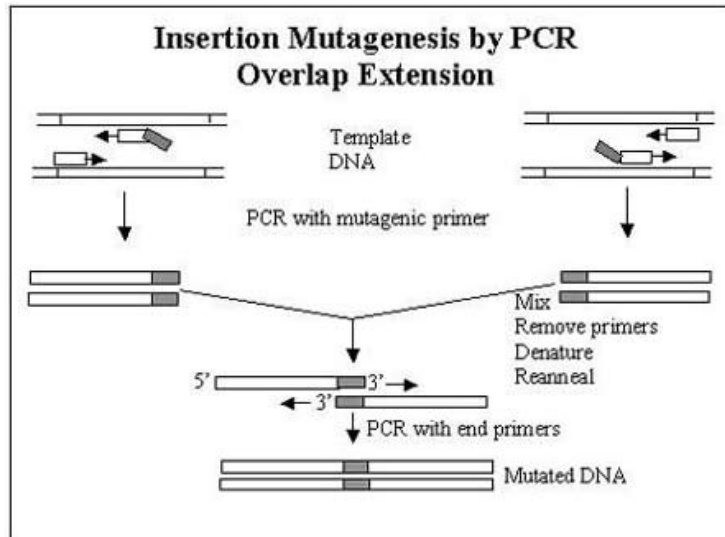 Insertion Mutagenesis by PCR
Overlap Extension
Template
DNA
PCR with mutagenic primer
Mix
Remove primers
Denature
Reanneal
5' 3'
3'
PCR with end primers
Mutated DNA